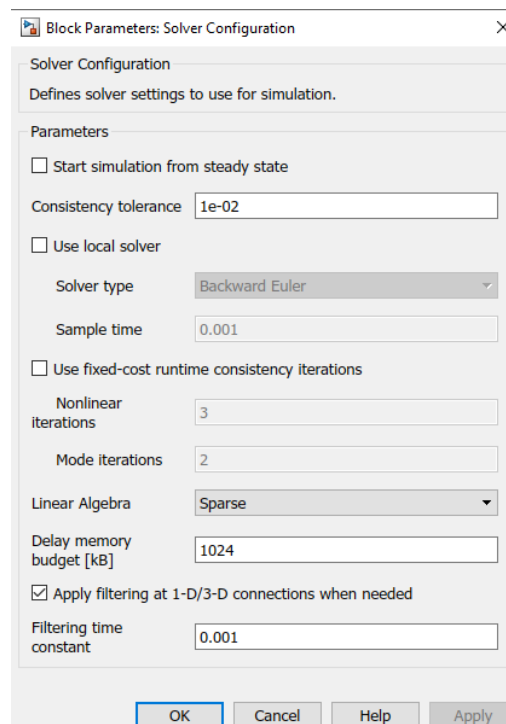 Block Parameters: Solver Configuration
Solver Configuration
Defines solver settings to use for simulation.
Parameters
Start simulation from steady state
Consistency tolerance 1e-02
Use local solver
Solver type Backward Euler
Sample time 0.001
Use fixed-cost runtime consistency iterations
Nonlinear
iterations 3
Mode iterations 2
Linear Algebra Sparse
Delay memory
budget [kB] 1024
Apply filtering at 1-D/3-D connections when needed
Filtering time
constant 0.001
OK Cancel Help Apply